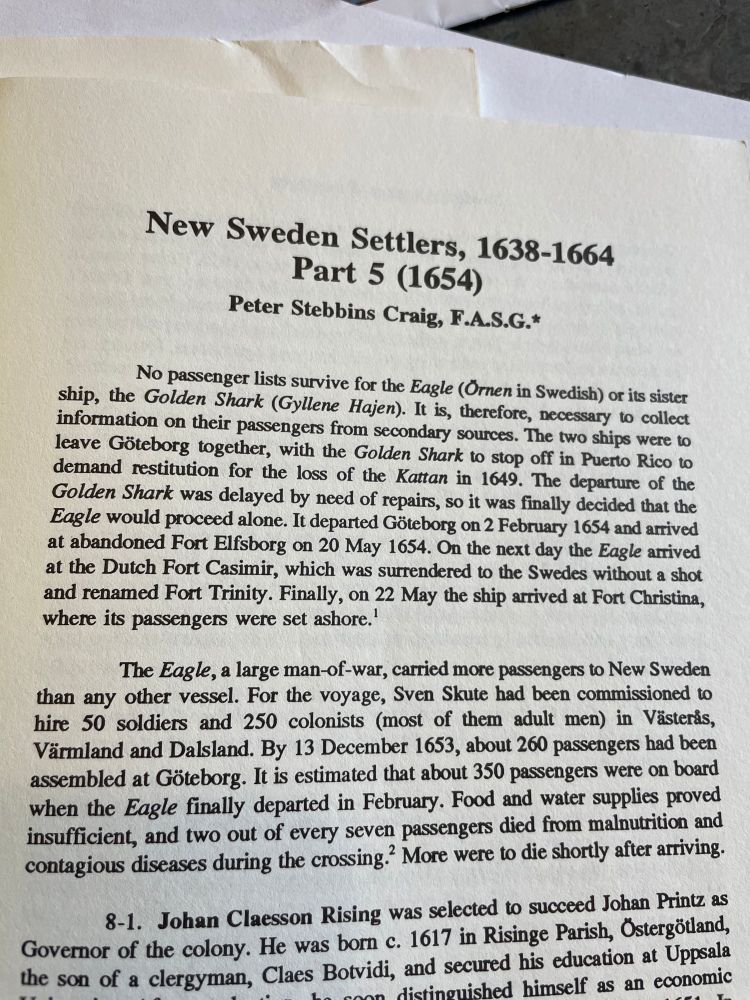 New Sweden Settlers, 1638-1664
Part 5 (1654)
Peter Stebbins Craig, F.A.S.G.*
No passenger lists survive for the Eagle (Örnen in Swedish) or its sister
ship, the Golden Shark (Gyllene Hajen). It is, therefore, necessary to collect
information on their passengers from secondary sources. The two ships were to
leave Göteborg together, with the Golden Shark to stop off in Puerto Rico to
demand restitution for the loss of the Kattan in 1649. The departure of the
Golden Shark was delayed by need of repairs, so it was finally decided that the
Eagle would proceed alone. It departed Göteborg on 2 February 1654 and arrived
at abandoned Fort Elfsborg on 20 May 1654. On the next day the Eagle arrived
at the Dutch Fort Casimir, which was surrendered to the Swedes without a shot
and renamed Fort Trinity. Finally, on 22 May the ship arrived at Fort Christina,
where its passengers were set ashore.1
The Eagle, a large man-of-war, carried more passengers to New Sweden
than any other vessel. For the voyage, Sven Skute had been commissioned to
hire 50 soldiers and 250 colonists (most of them adult men) in Västerås,
Värmland and Dalsland. By 13 December 1653, about 260 passengers had been
assembled at Göteborg. It is estimated that about 350 passengers were on board
when the Eagle finally departed in February. Food and water supplies proved
insufficient, and two out of every seven passengers died from malnutrition and
contagious diseases during the crossing.2 More were to die shortly after arriving.
8-1. Johan Claesson Rising was selected to succeed Johan Printz as
Governor of the colony. He was born c. 1617 in Risinge Parish, Östergötland,
the son of a clergyman, Claes Botvidi, and secured his education at Uppsala
he soon distinguished himself as an economic